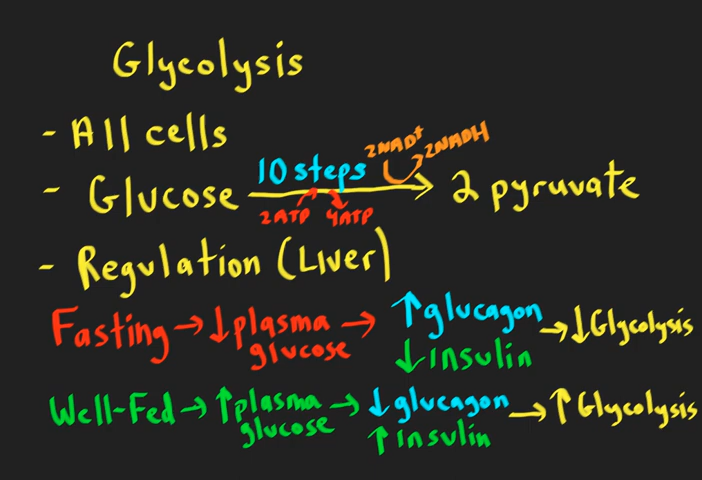 Glycolysis
- All cells
2NAD+ 2NADH
10 steps
- Glucose → 2 pyruvate
2ATP 4ATP
- Regulation (Liver)
Fasting → ↓plasma glucose → ↑glucagon ↓insulin → ↓Glycolysis
Well-Fed → ↑plasma glucose → ↓glucagon ↑insulin → ↑Glycolysis